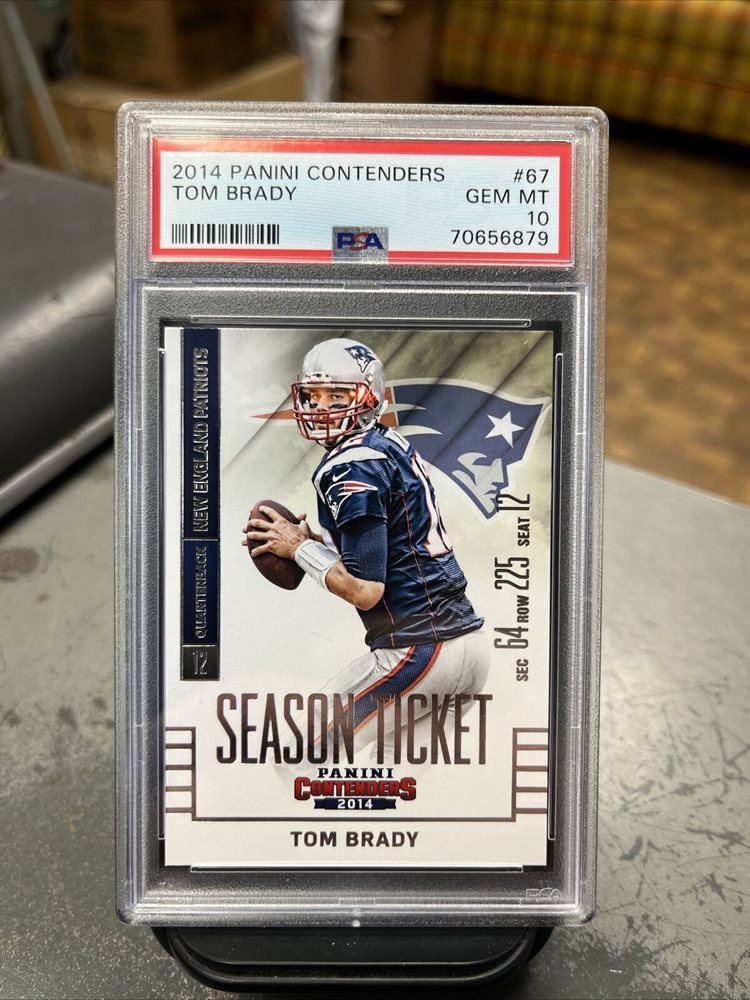 2014 PANINI CONTENDERS #67
TOM BRADY GEM MT
10
PSA 70656879
NEW ENGLAND PATRIOTS
QUARTERBACK
12
SEC 64 ROW 225 SEAT 12
SEASON TICKET
PANINI
CONTENDERS
2014
TOM BRADY
PSA